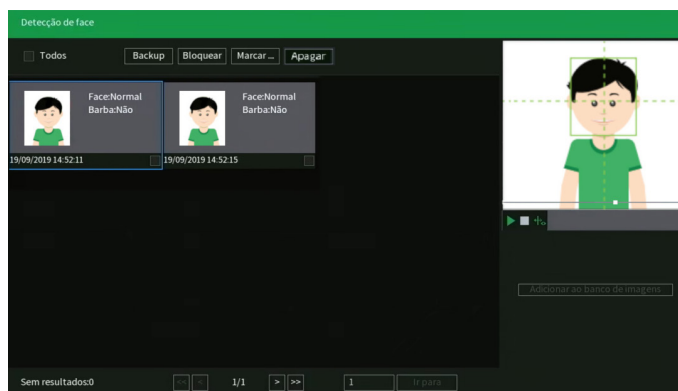 Detecção de face
Todos Backup Bloquear Marcar ... Apagar
Face:Normal
Barba:Não
19/09/2019 14:52:11
Face:Normal
Barba:Não
19/09/2019 14:52:15
Adicionar ao banco de imagens
Sem resultados:0 << < 1/1 > >> 1 Ir para